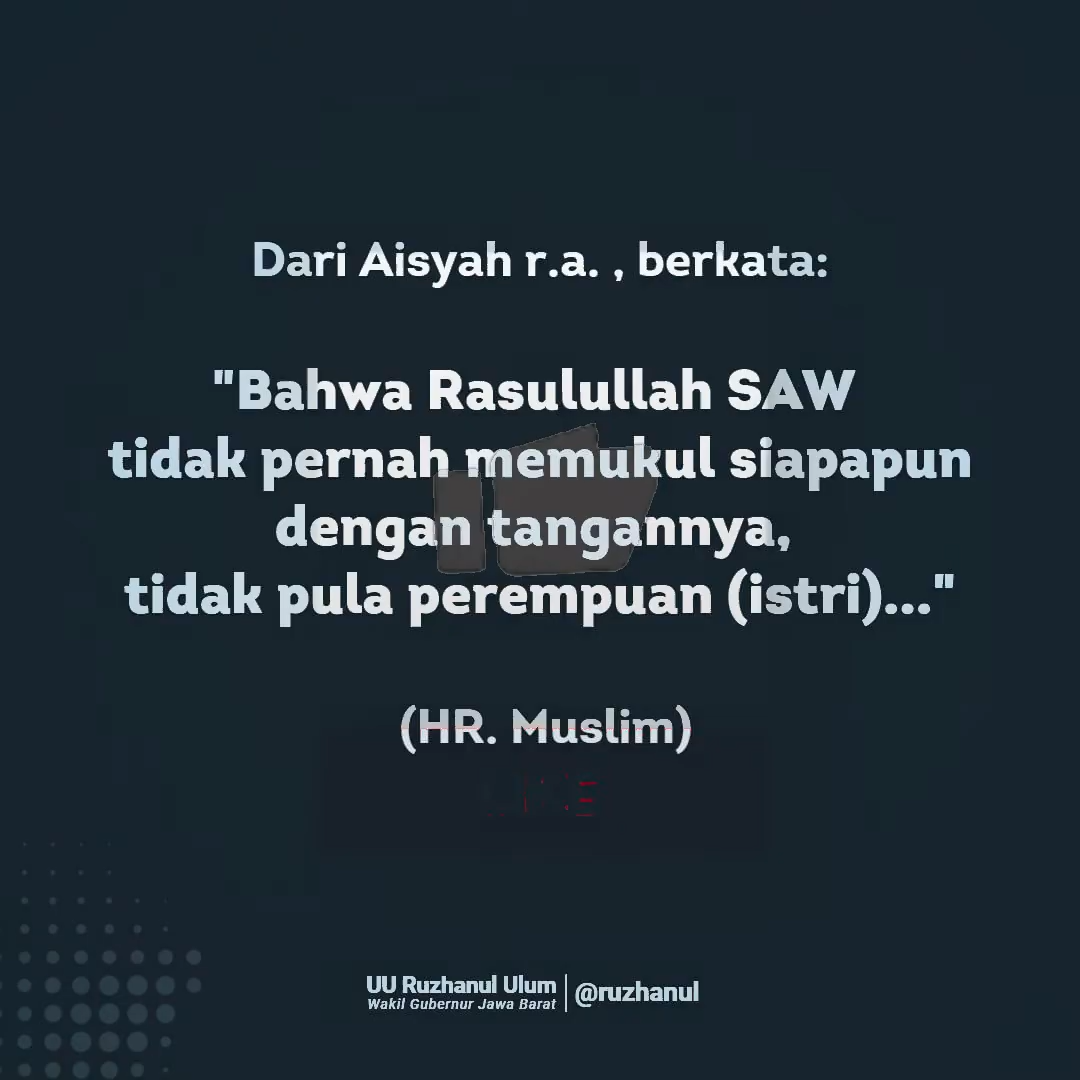 Dari Aisyah r.a. , berkata:
"Bahwa Rasulullah SAW
tidak pernah memukul siapapun
dengan tangannya,
tidak pula perempuan (istri)..."
(HR. Muslim)
UU Ruzhanul Ulum
Wakil Gubernur Jawa Barat
@ruzhanul